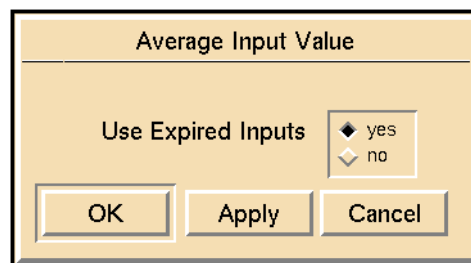 Average Input Value
Use Expired Inputs yes
no
OK Apply Cancel